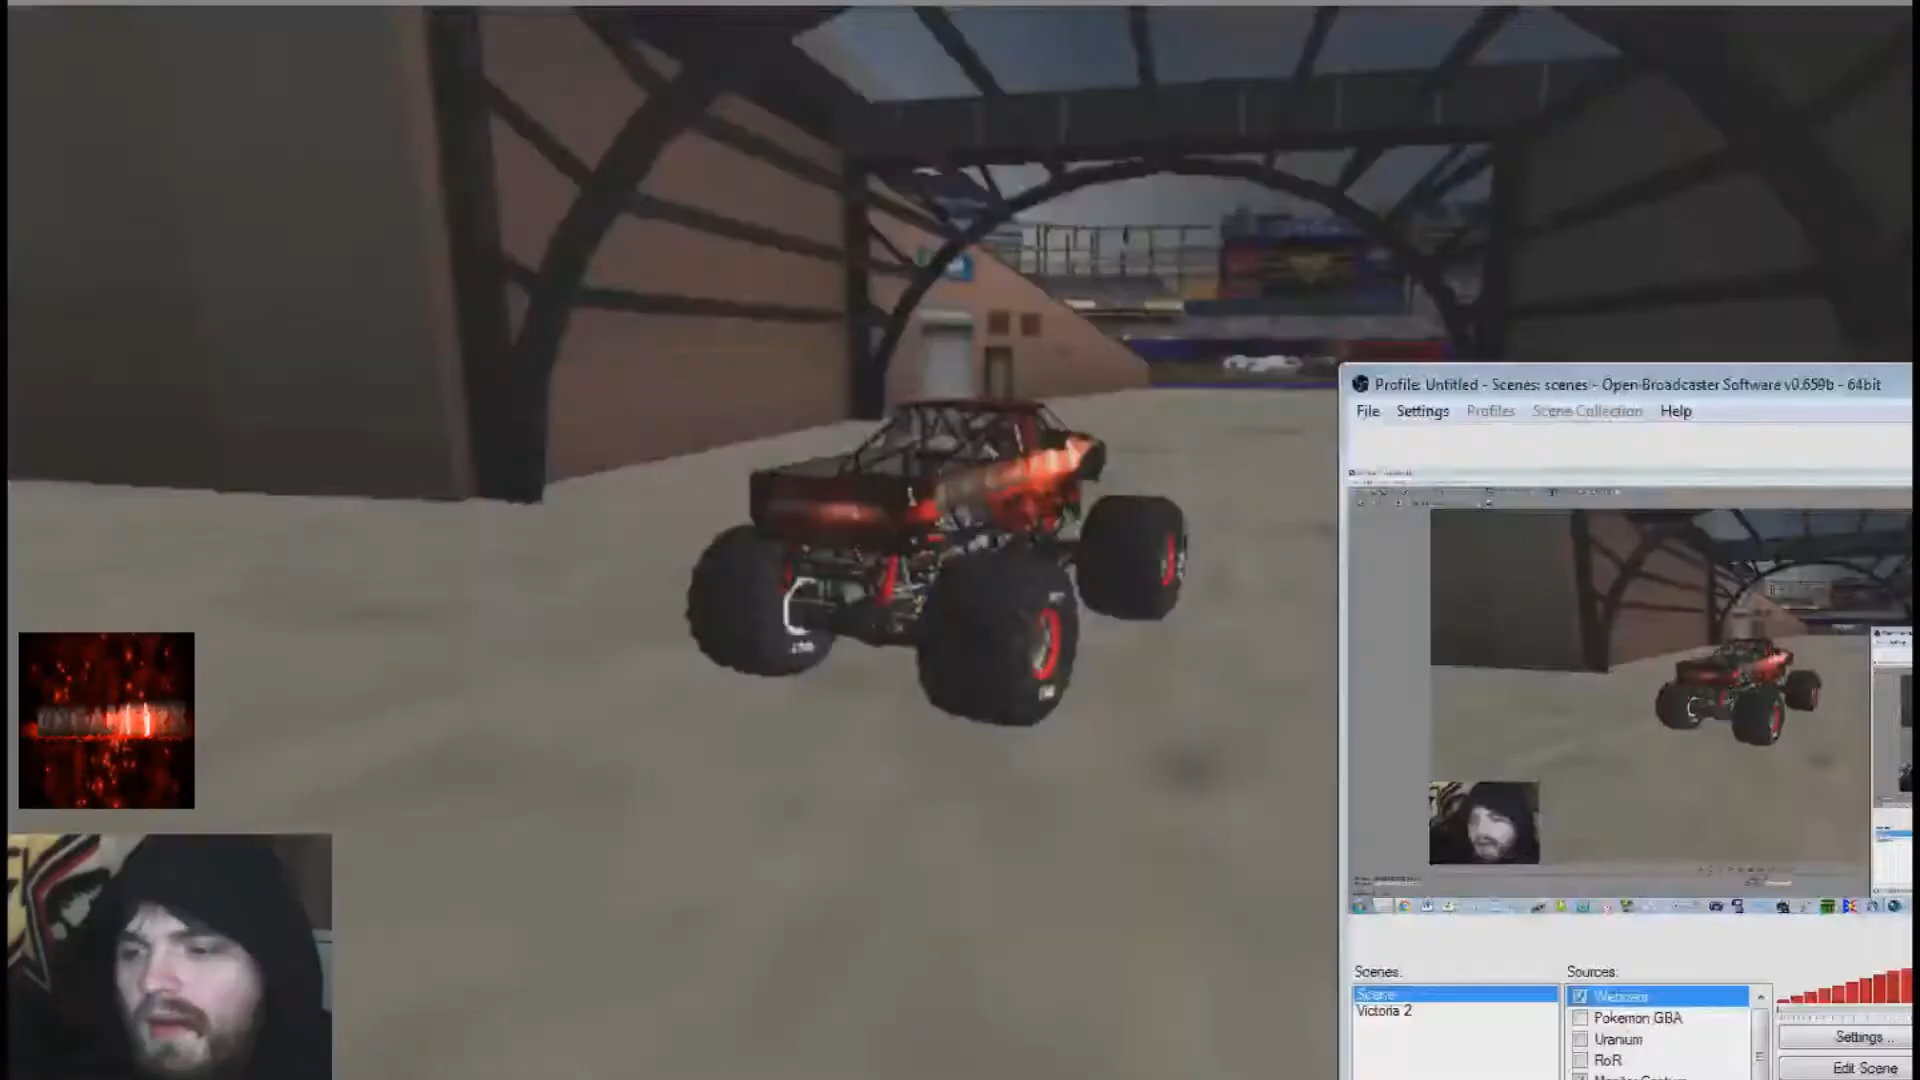 Profile: Untitled - Scenes: scenes - Open Broadcaster Software v0.659b - 64bit
File Settings Profiles Scene Collection Help
Scenes:
Sources:
Scene
Webcam
Victoria 2
Pokemon GBA
Uranium
Settings...
RoR
Edit Scene